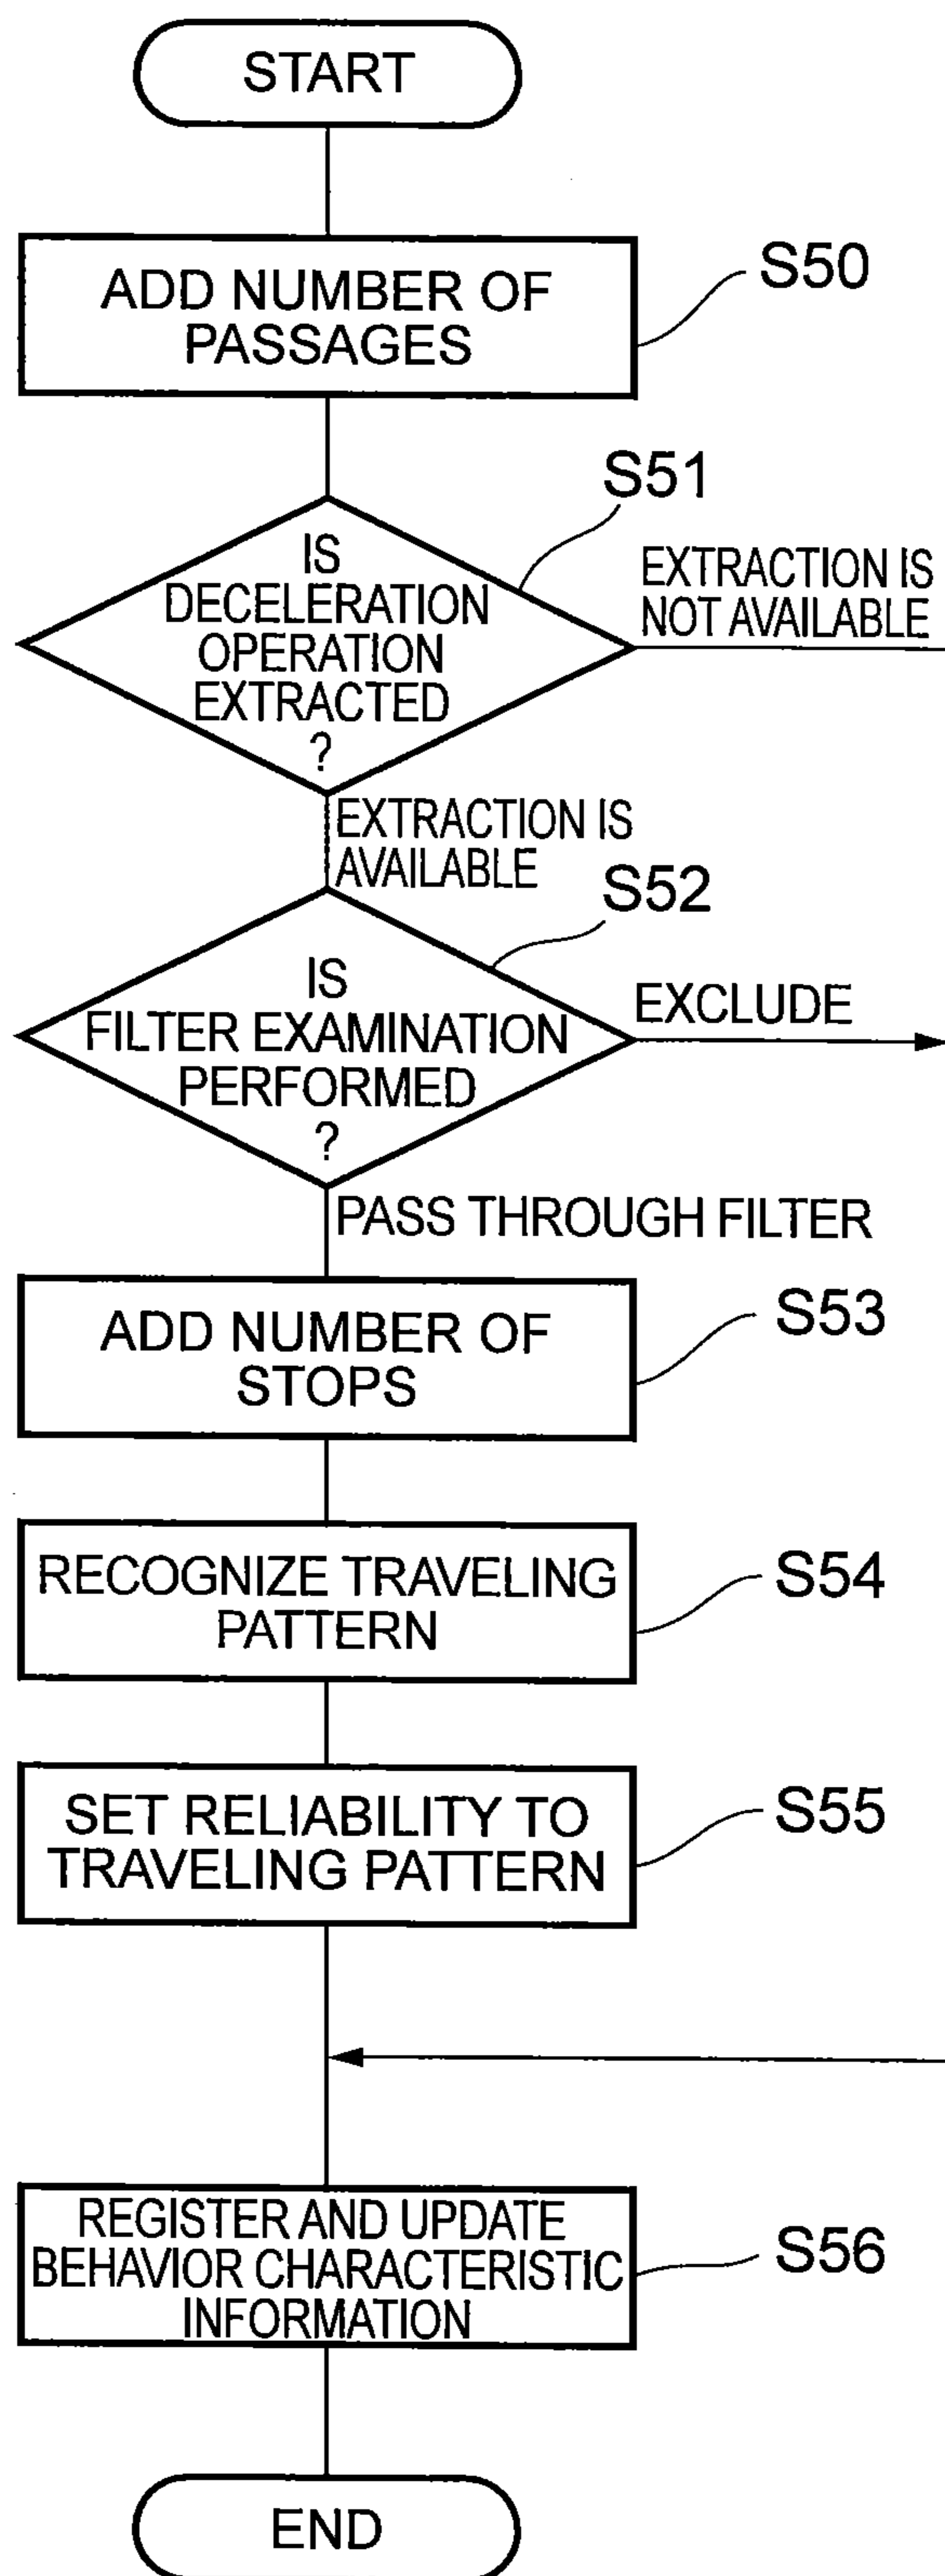 START
ADD NUMBER OF
PASSAGES
S50
S51
IS
DECELERATION
OPERATION
EXTRACTED
?
EXTRACTION IS
NOT AVAILABLE
EXTRACTION IS
AVAILABLE
S52
IS
FILTER EXAMINATION
PERFORMED
?
EXCLUDE
PASS THROUGH FILTER
ADD NUMBER OF
STOPS
S53
RECOGNIZE TRAVELING
PATTERN
S54
SET RELIABILITY TO
TRAVELING PATTERN
S55
REGISTER AND UPDATE
BEHAVIOR CHARACTERISTIC
INFORMATION
S56
END